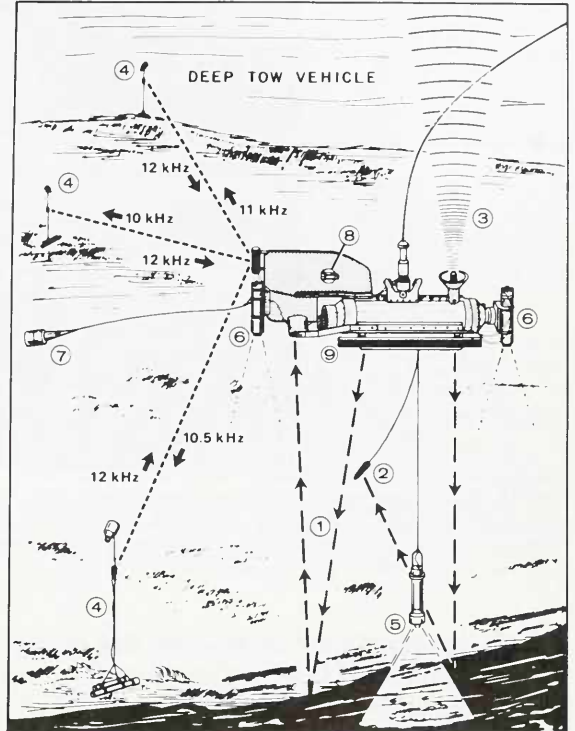 ④
DEEP TOW VEHICLE
12 kHz
11 kHz
④
10 kHz
③
12 kHz
⑧
⑦
⑥
⑨
⑥
10.5 kHz
12 kHz
②
①
④
⑤